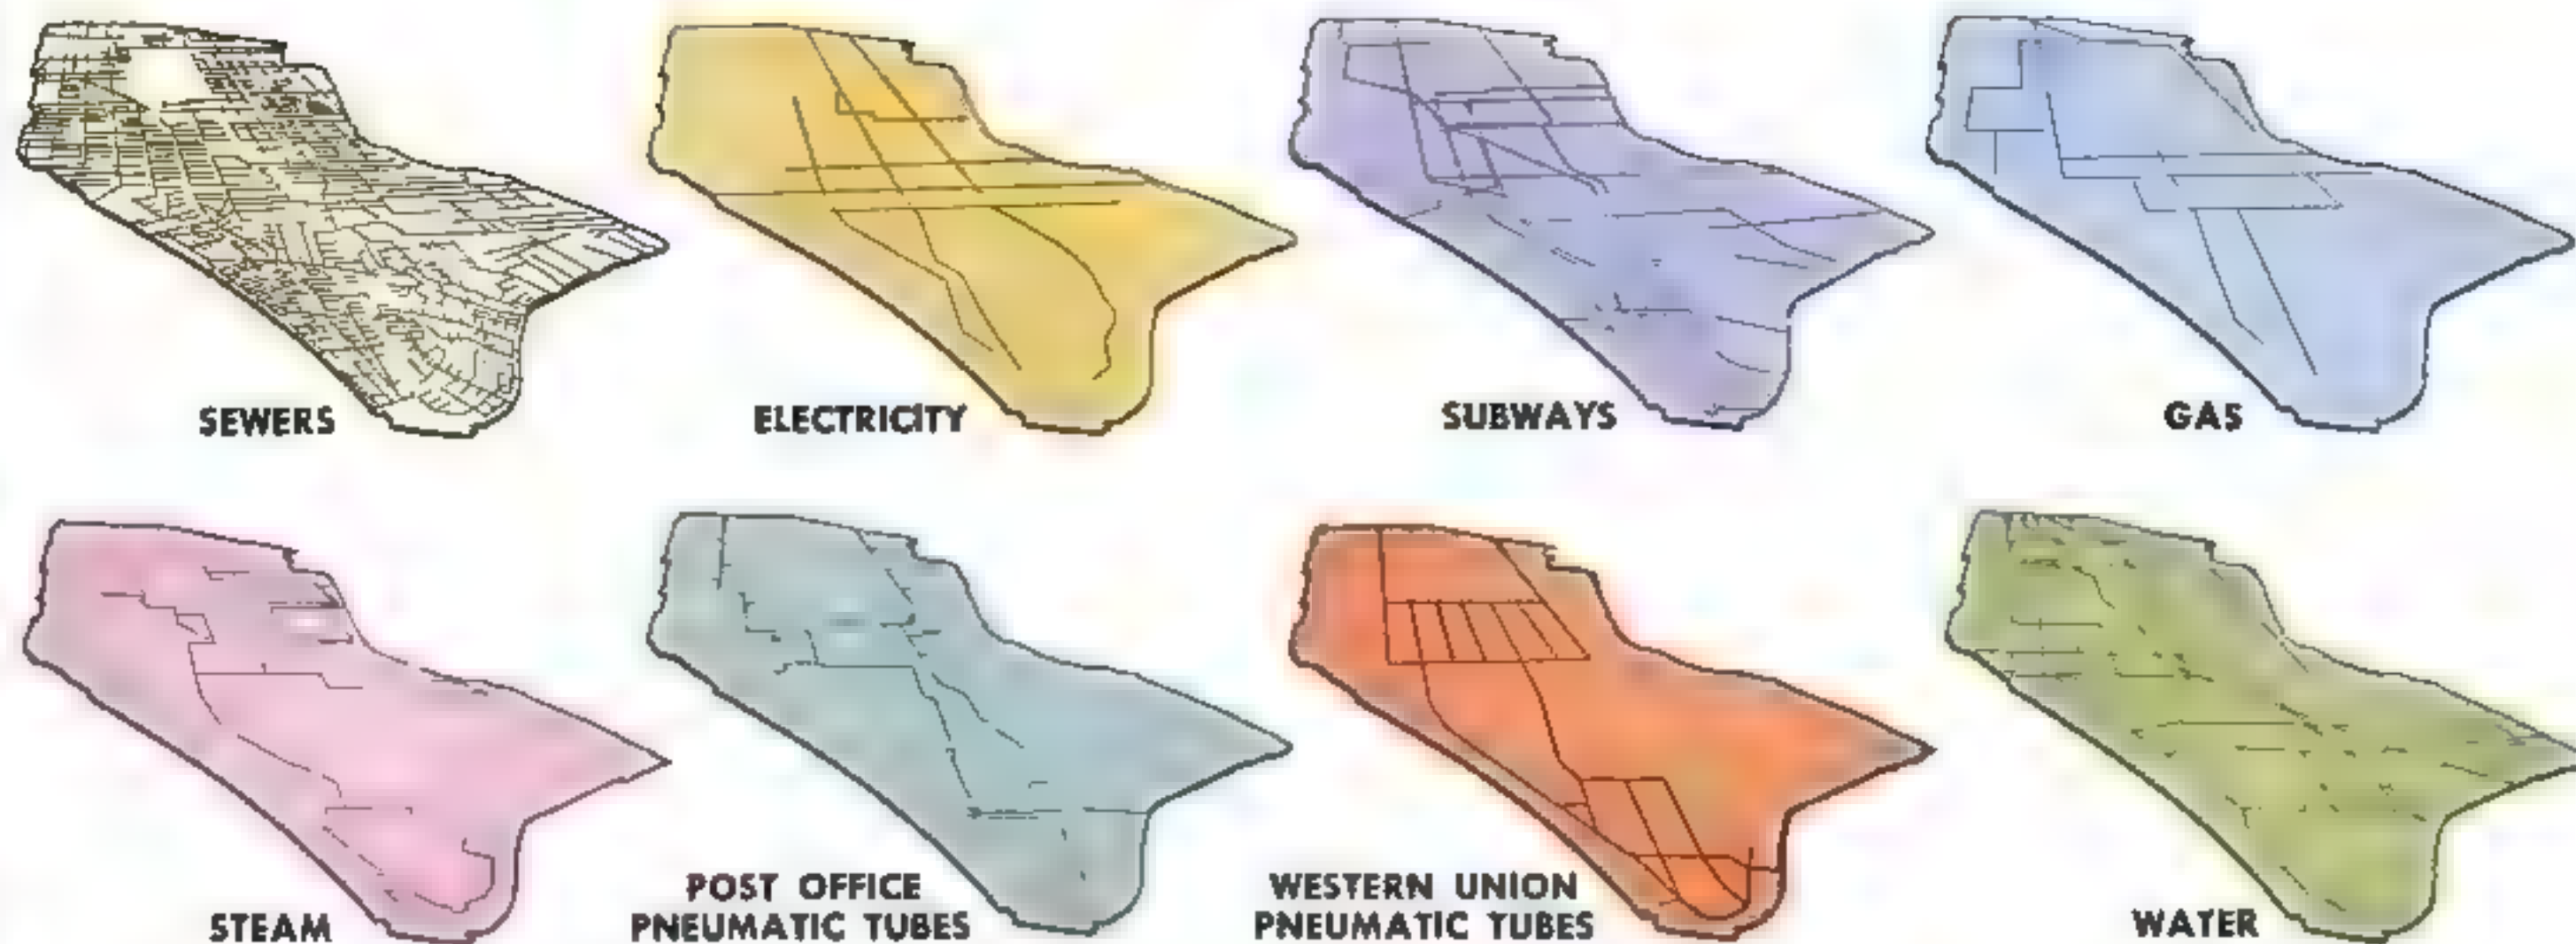 SEWERS
ELECTRICITY
SUBWAYS
GAS
STEAM
POST OFFICE
PNEUMATIC TUBES
WESTERN UNION
PNEUMATIC TUBES
WATER